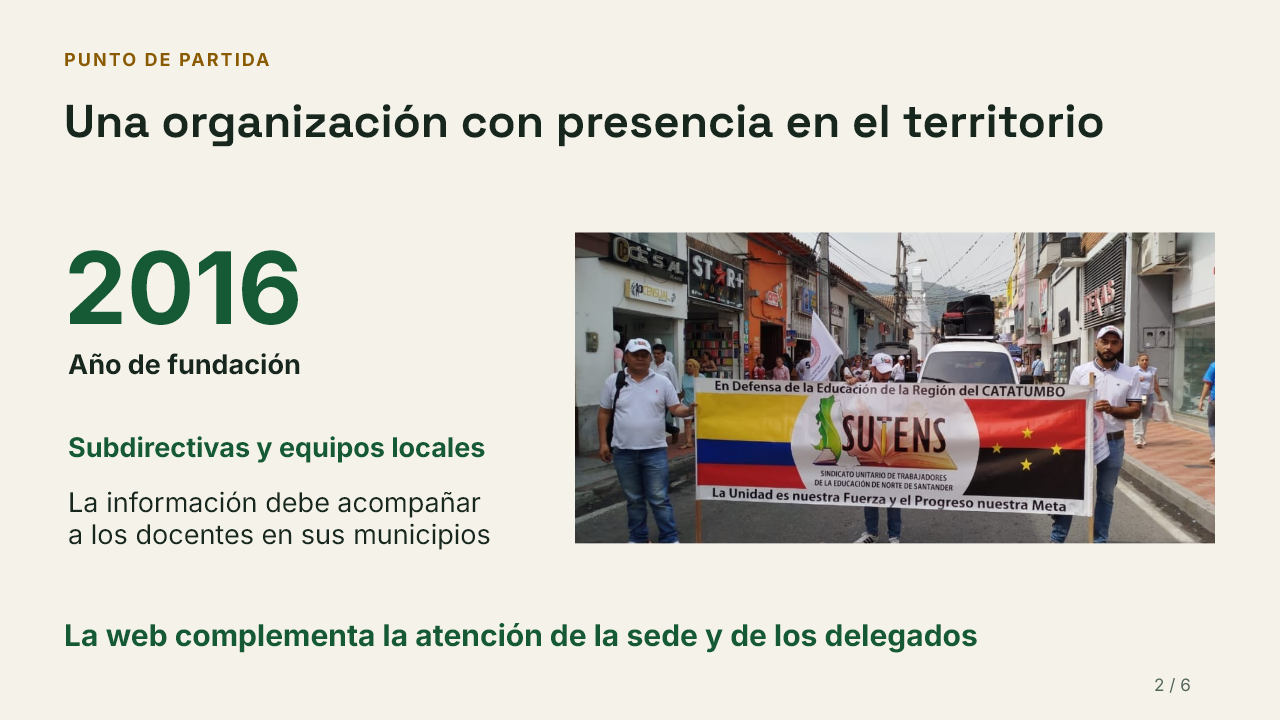 PUNTO DE PARTIDA
Una organización con presencia en el territorio
2016
Año de fundación
Subdirectivas y equipos locales
La información debe acompañar
a los docentes en sus municipios
STAR+
TEXUS
En Defensa de la Educación de la Región del CATATUMBO
SUTENS
SINDICATO UNITARIO DE TRABAJADORES
DE LA EDUCACIÓN DE NORTE DE SANTANDER
La Unidad es nuestra Fuerza y el Progreso nuestra Meta
La web complementa la atención de la sede y de los delegados
2 / 6